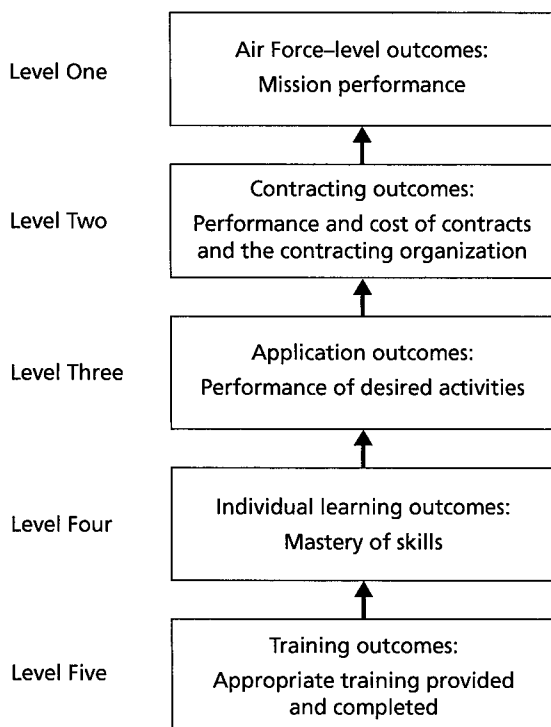 Level One
Air Force–level outcomes:
Mission performance
Level Two
Contracting outcomes:
Performance and cost of contracts
and the contracting organization
Level Three
Application outcomes:
Performance of desired activities
Level Four
Individual learning outcomes:
Mastery of skills
Level Five
Training outcomes:
Appropriate training provided
and completed